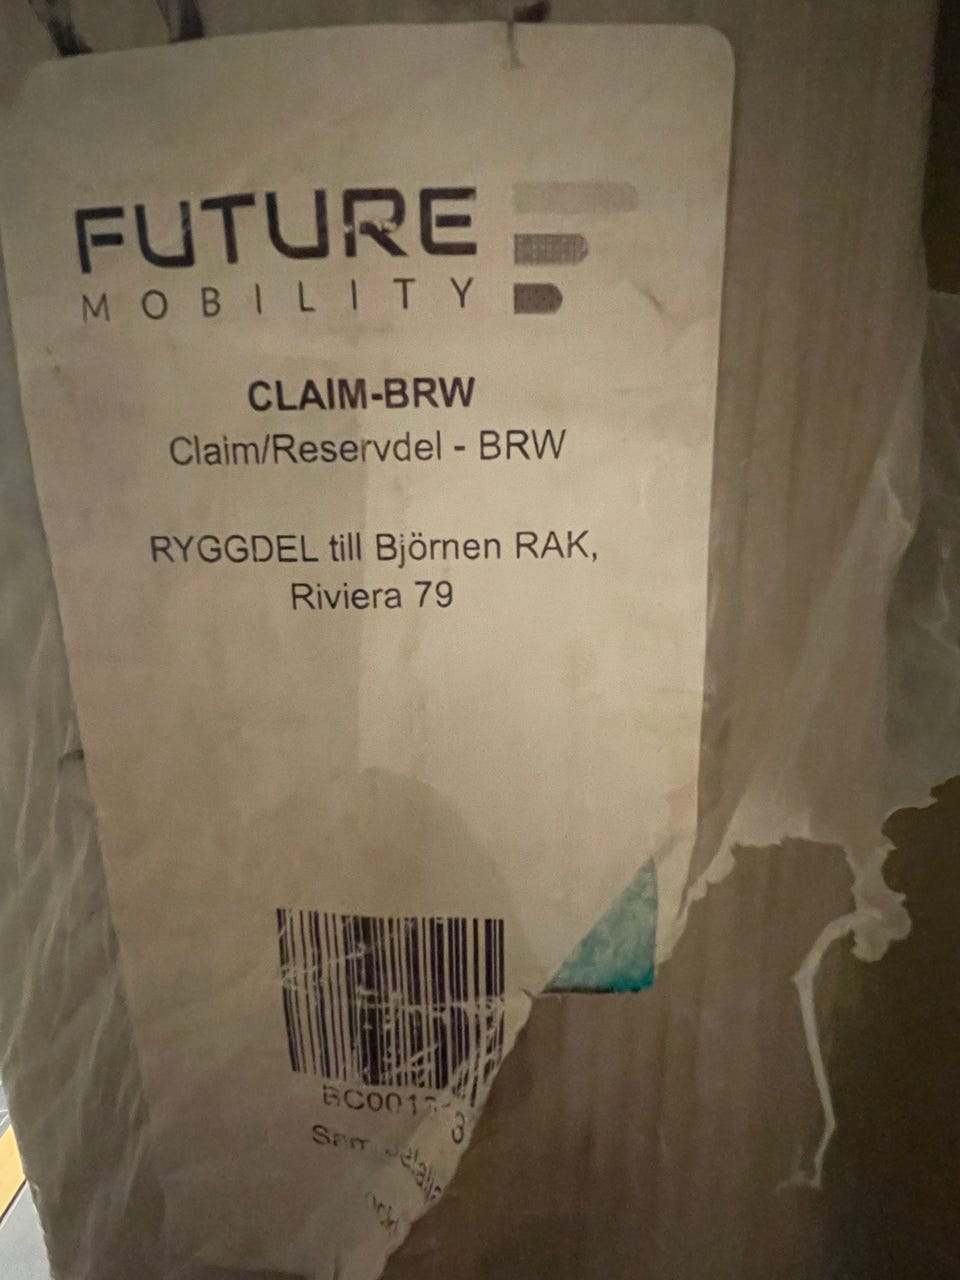 FUTURE
MOBILITY
CLAIM-BRW
Claim/Reservdel - BRW
RYGGDEL till Björnen RAK,
Riviera 79